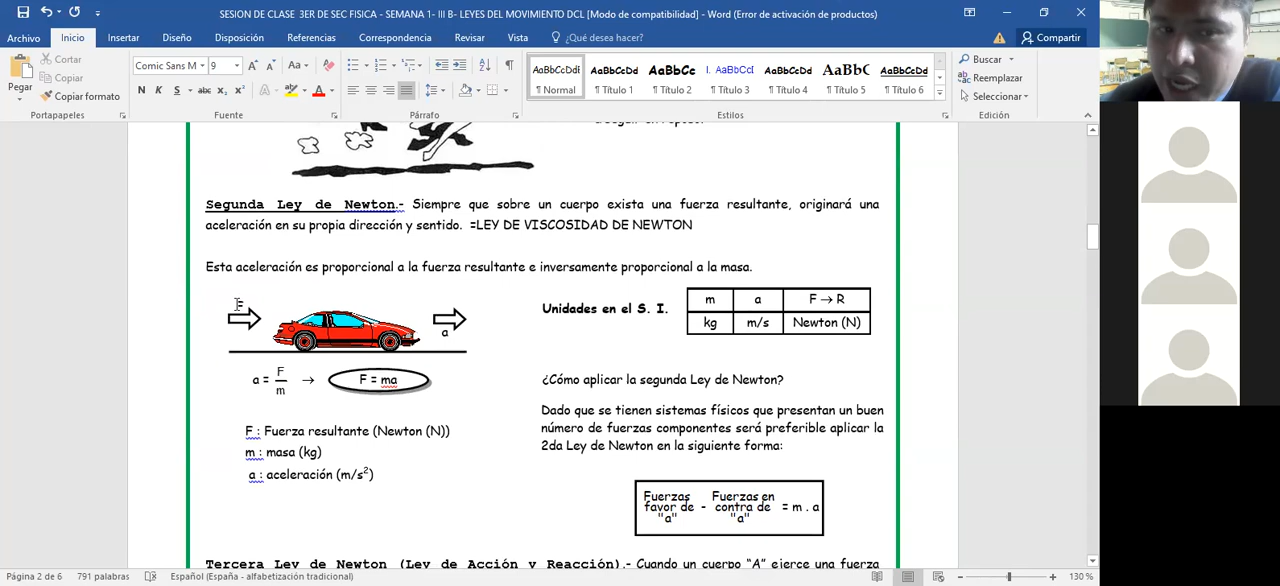 SESION DE CLASE 3ER DE SEC FISICA - SEMANA 1- III B- LEYES DEL MOVIMIENTO DCL [Modo de compatibilidad] - Word (Error de activación de productos)
Archivo Inicio Insertar Diseño Disposición Referencias Correspondencia Revisar Vista ¿Qué desea hacer? Compartir
Pegar
Cortar
Copiar
Copiar formato
Portapapeles
Comic Sans M 9
N K S abc x₂ x²
Fuente
Párrafo
AaBbCcDdE AaBbCcDd AaBbCc I. AaBbCcI AaBbCcDd AaBbC AaBbCcDd
¶ Normal ¶ Título 1 ¶ Título 2 ¶ Título 3 ¶ Título 4 ¶ Título 5 ¶ Título 6
Estilos
Buscar
Reemplazar
Seleccionar
Edición
Segunda Ley de Newton.- Siempre que sobre un cuerpo exista una fuerza resultante, originará una
aceleración en su propia dirección y sentido. =LEY DE VISCOSIDAD DE NEWTON
Esta aceleración es proporcional a la fuerza resultante e inversamente proporcional a la masa.
a
a = F/m → F = ma
F : Fuerza resultante (Newton (N))
m : masa (kg)
a : aceleración (m/s²)
Unidades en el S. I.
m a F → R
kg m/s Newton (N)
¿Cómo aplicar la segunda Ley de Newton?
Dado que se tienen sistemas físicos que presentan un buen
número de fuerzas componentes será preferible aplicar la
2da Ley de Newton en la siguiente forma:
Fuerzas Fuerzas en
favor de - contra de = m . a
"a" "a"
Tercera Ley de Newton (Ley de Acción y Reacción).- Cuando un cuerpo "A" ejerce una fuerza
Página 2 de 6 791 palabras Español (España - alfabetización tradicional) 130 %